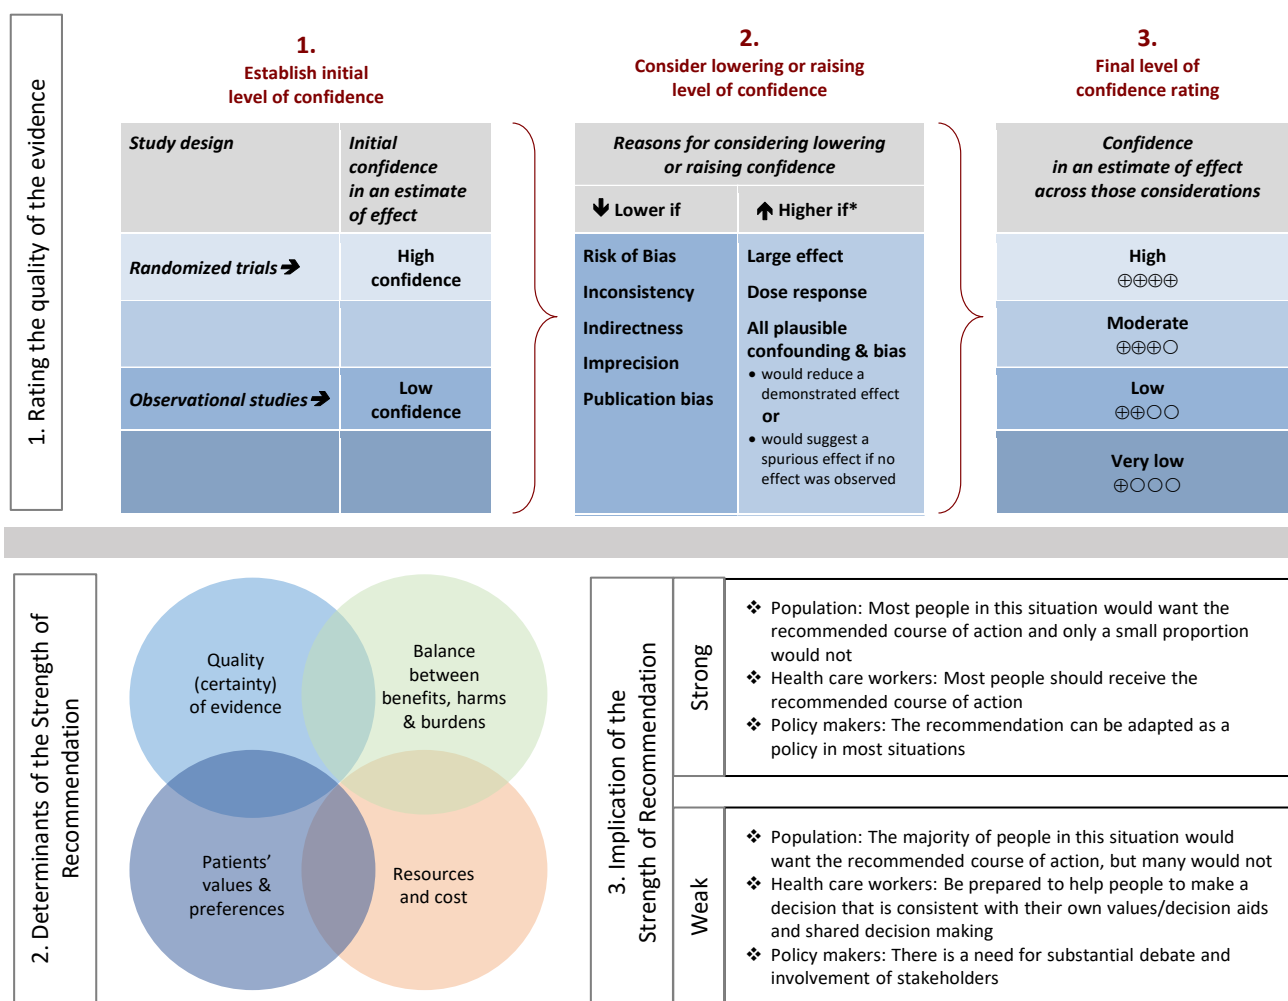 1. Rating the quality of the evidence
1.
Establish initial
level of confidence
Study design
Initial
confidence
in an estimate
of effect
Randomized trials ➔
High
confidence
Observational studies ➔
Low
confidence
2.
Consider lowering or raising
level of confidence
Reasons for considering lowering
or raising confidence
🡇 Lower if
🡅 Higher if*
Risk of Bias
Inconsistency
Indirectness
Imprecision
Publication bias
Large effect
Dose response
All plausible
confounding & bias
• would reduce a
demonstrated effect
or
• would suggest a
spurious effect if no
effect was observed
3.
Final level of
confidence rating
Confidence
in an estimate of effect
across those considerations
High
⊕⊕⊕⊕
Moderate
⊕⊕⊕○
Low
⊕⊕○○
Very low
⊕○○○
2. Determinants of the Strength of
Recommendation
Quality
(certainty)
of evidence
Balance
between
benefits, harms
& burdens
Patients’
values &
preferences
Resources
and cost
3. Implication of the
Strength of Recommendation
Strong
❖ Population: Most people in this situation would want the
recommended course of action and only a small proportion
would not
❖ Health care workers: Most people should receive the
recommended course of action
❖ Policy makers: The recommendation can be adapted as a
policy in most situations
Weak
❖ Population: The majority of people in this situation would
want the recommended course of action, but many would not
❖ Health care workers: Be prepared to help people to make a
decision that is consistent with their own values/decision aids
and shared decision making
❖ Policy makers: There is a need for substantial debate and
involvement of stakeholders